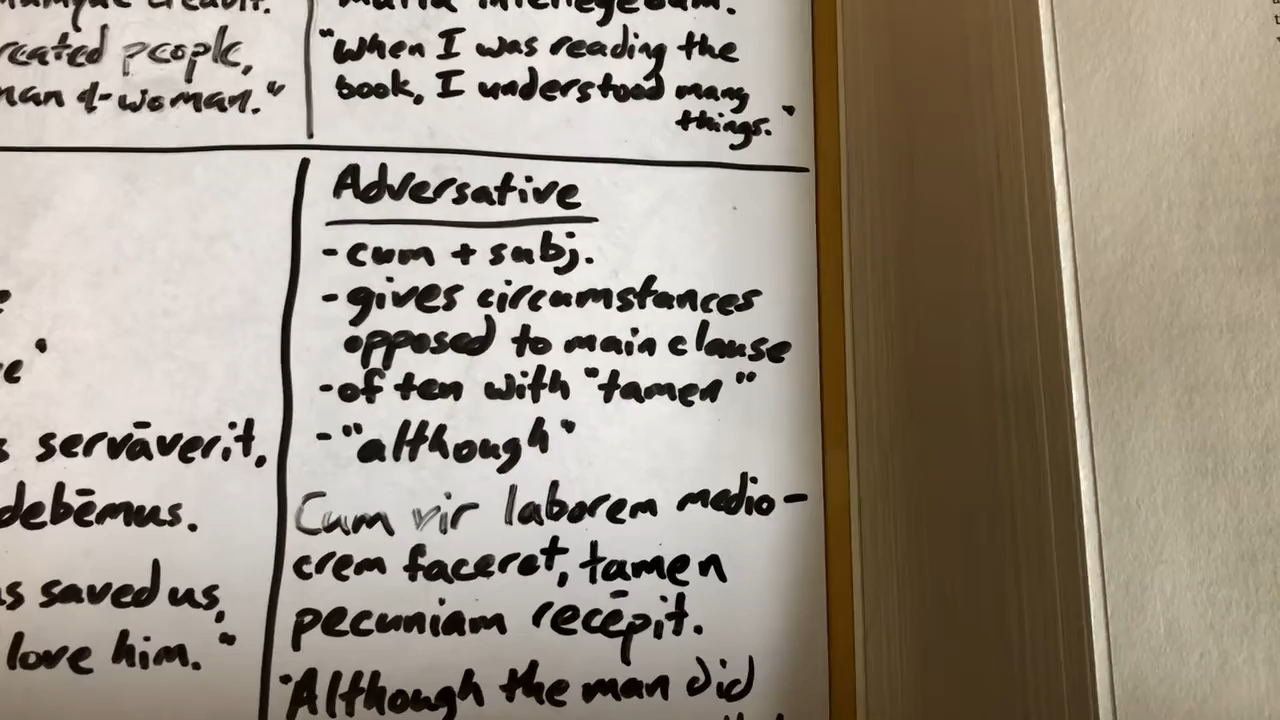 "When I was reading the
book, I understood many
things."
people,
woman."
Adversative
- cum + subj.
- gives circumstances
opposed to main clause
- often with "tamen"
- "although"
Cum vir laborem medio-
crem faceret, tamen
pecuniam recēpit.
"Although the man did
servāverit,
debēmus.
saved us,
love him."